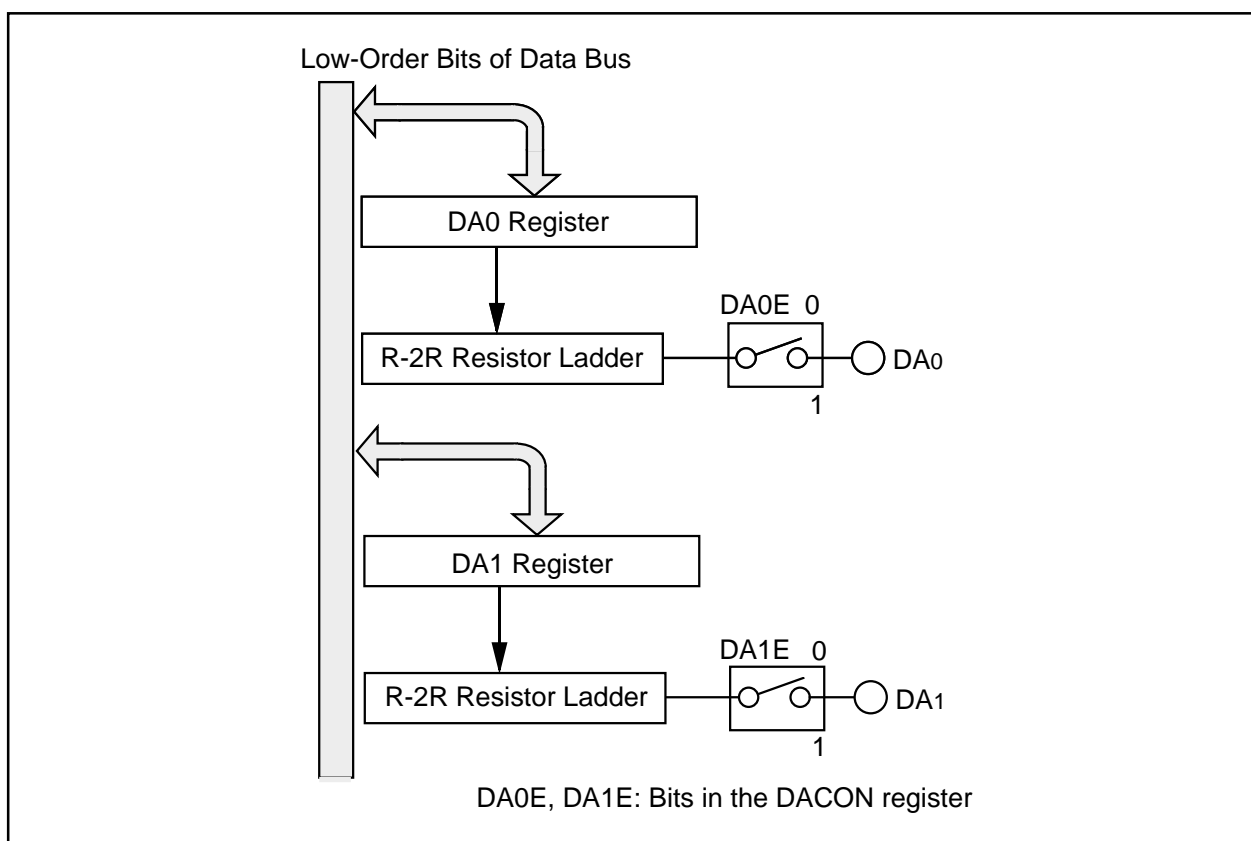 Low-Order Bits of Data Bus
DA0 Register
DA0E 0
R-2R Resistor Ladder
DA0
1
DA1 Register
DA1E 0
R-2R Resistor Ladder
DA1
1
DA0E, DA1E: Bits in the DACON register